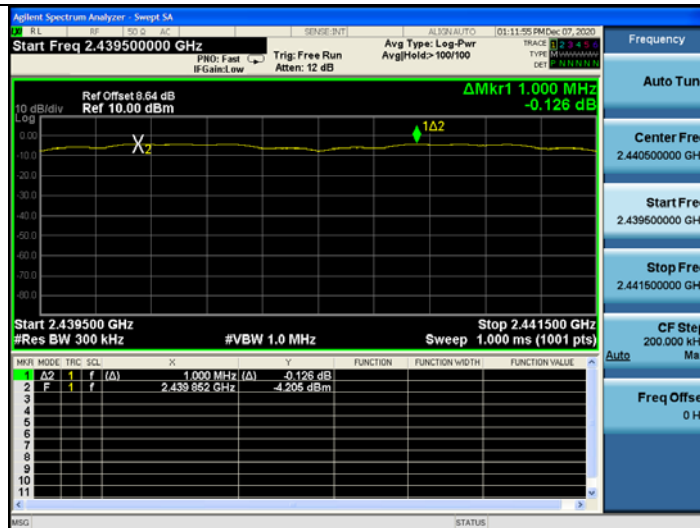 Agilent Spectrum Analyzer - Swept SA
RL RF 50 Ω AC SENSE:INT ALIGN AUTO 01:11:55 PM Dec 07, 2020
Start Freq 2.439500000 GHz
PNO: Fast
IFGain:Low
Trig: Free Run
Atten: 12 dB
Avg Type: Log-Pwr
Avg|Hold:> 100/100
TRACE 1 2 3 4 5 6
TYPE
DET P N N N N N
ΔMkr1 1.000 MHz
-0.126 dB
Ref Offset 8.64 dB
10 dB/div Ref 10.00 dBm
Log
0.00
-10.0
-20.0
-30.0
-40.0
-50.0
-60.0
-70.0
-80.0
X2
1Δ2
Start 2.439500 GHz Stop 2.441500 GHz
#Res BW 300 kHz #VBW 1.0 MHz Sweep 1.000 ms (1001 pts)
MKR MODE TRC SCL X Y FUNCTION FUNCTION WIDTH FUNCTION VALUE
1 Δ2 1 f (Δ) 1.000 MHz (Δ) -0.126 dB
2 F 1 f 2.439 852 GHz -4.205 dBm
3
4
5
6
7
8
9
10
11
MSG STATUS
Frequency
Auto Tun
Center Fre
2.440500000 GH
Start Fre
2.439500000 GH
Stop Fre
2.441500000 GH
CF Step
200.000 kH
Auto Ma
Freq Offse
0 H